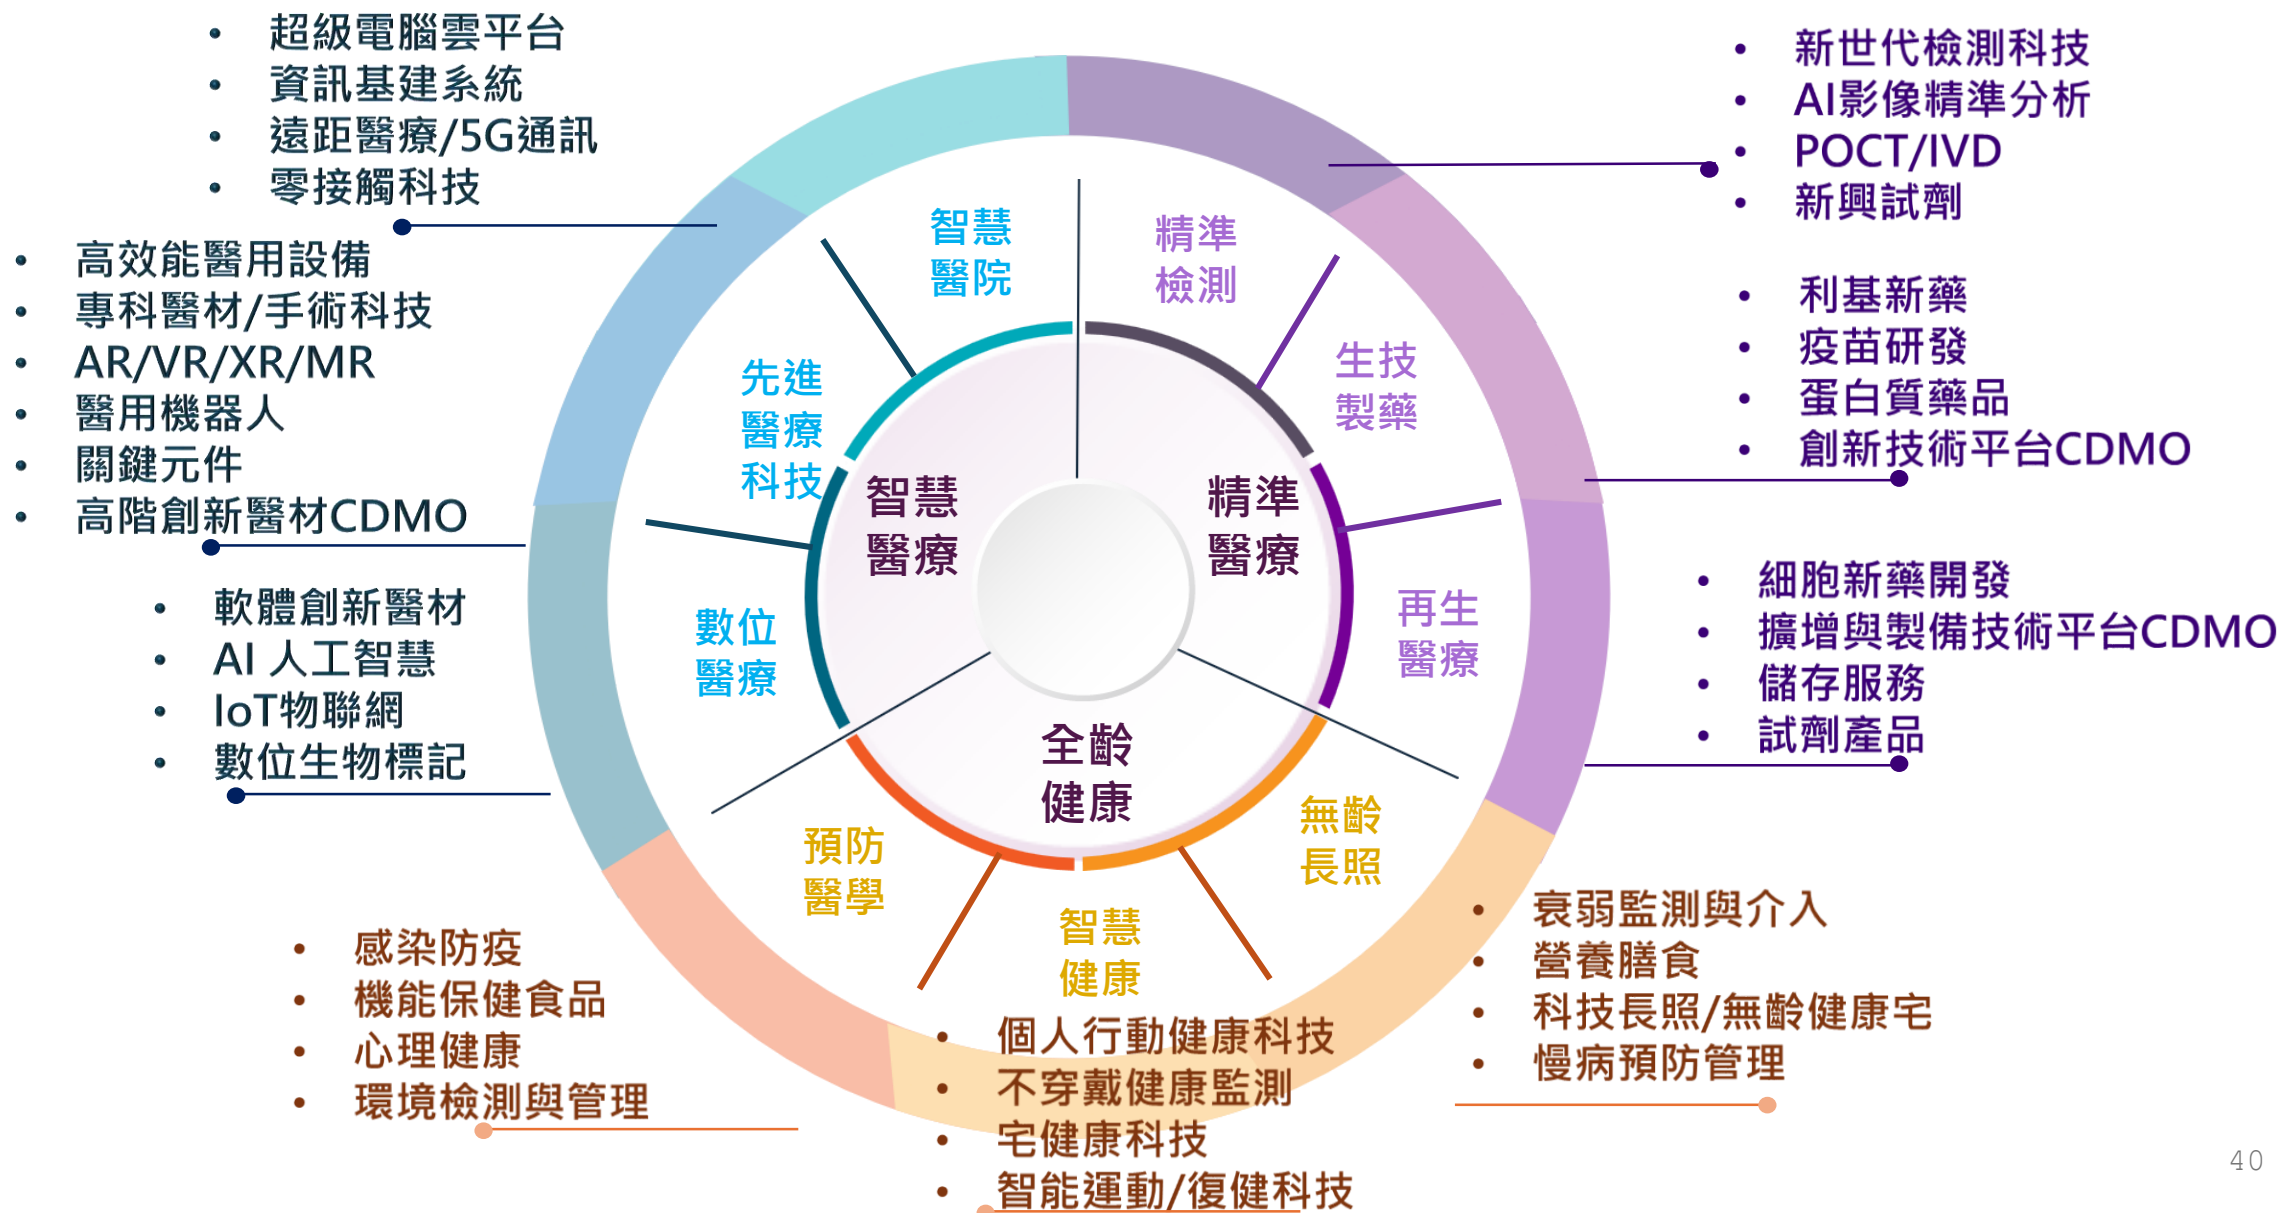 超級電腦雲平台
資訊基建系統
遠距醫療/5G通訊
零接觸科技
高效能醫用設備
專科醫材/手術科技
AR/VR/XR/MR
醫用機器人
關鍵元件
高階創新醫材CDMO
軟體創新醫材
AI 人工智慧
IoT物聯網
數位生物標記
感染防疫
機能保健食品
心理健康
環境檢測與管理
智慧
醫院
先進
醫療
科技
數位
醫療
智慧
醫療
精準
檢測
生技
製藥
再生
醫療
精準
醫療
全齡
健康
預防
醫學
智慧
健康
無齡
長照
個人行動健康科技
不穿戴健康監測
宅健康科技
智能運動/復健科技
新世代檢測科技
AI影像精準分析
POCT/IVD
新興試劑
利基新藥
疫苗研發
蛋白質藥品
創新技術平台CDMO
細胞新藥開發
擴增與製備技術平台CDMO
儲存服務
試劑產品
衰弱監測與介入
營養膳食
科技長照/無齡健康宅
慢病預防管理
40